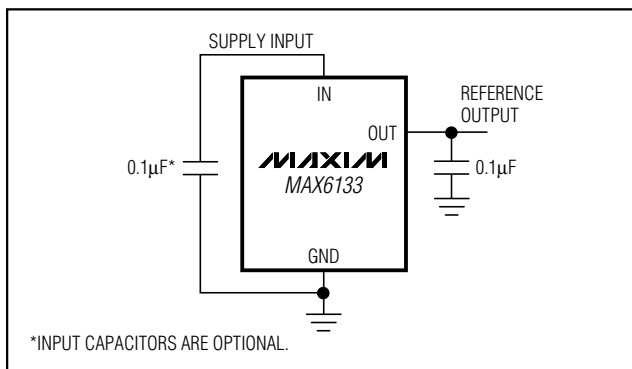 SUPPLY INPUT
IN
REFERENCE
OUTPUT
OUT
0.1µF*
MAXIM
MAX6133
0.1µF
GND
*INPUT CAPACITORS ARE OPTIONAL.